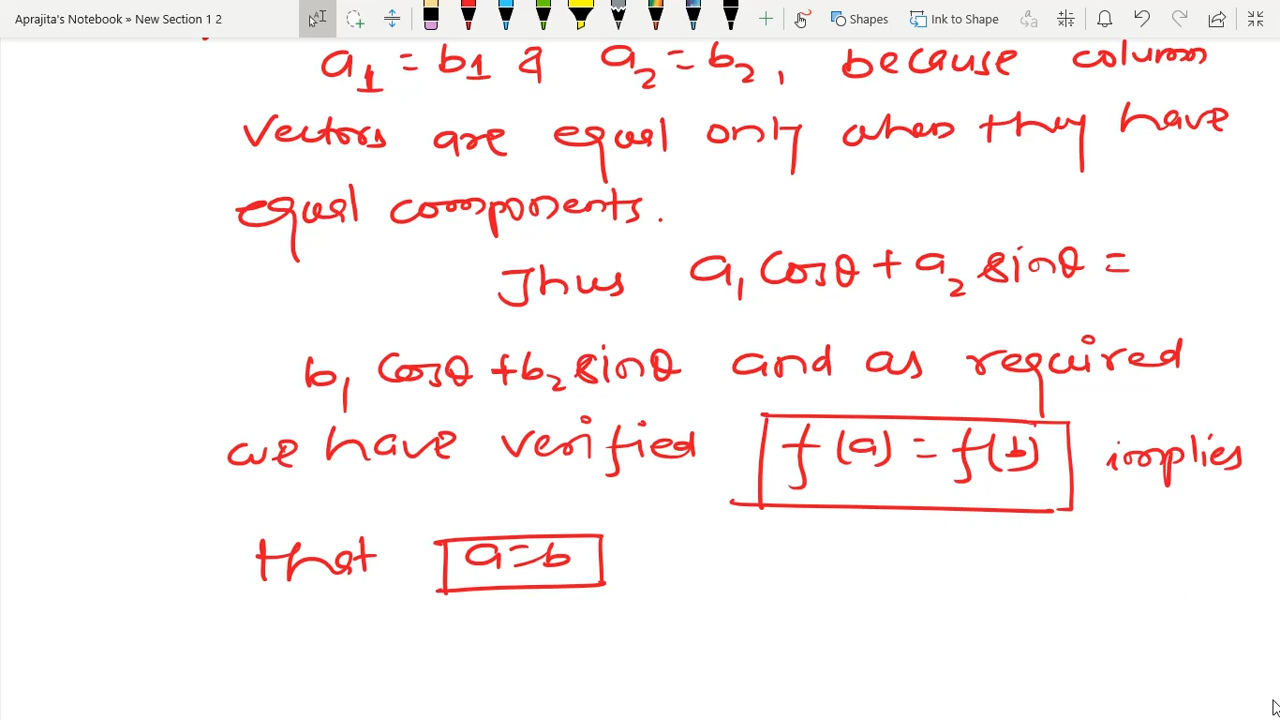 Aprajita's Notebook » New Section 1 2
Shapes
Ink to Shape
a₁ = b1 & a₂ = b₂, because column
vectors are equal only when they have
equal components.
Thus a₁ cosθ + a₂ sinθ =
b₁ cosθ + b₂ sinθ and as required
we have verified f(a) = f(b) implies
that a=b